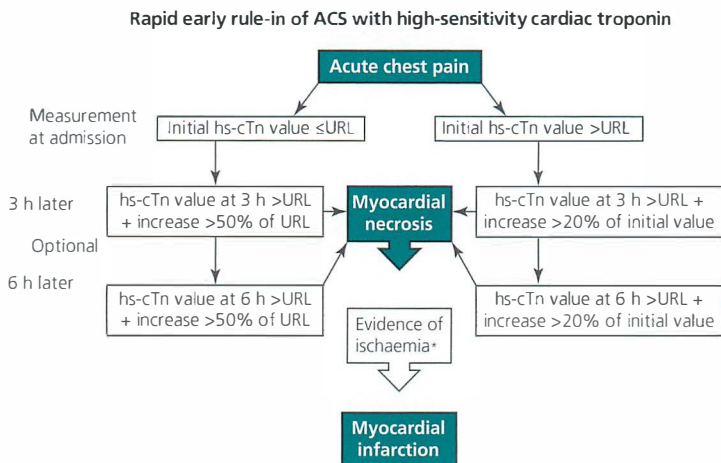 Rapid early rule-in of ACS with high-sensitivity cardiac troponin
Acute chest pain
Measurement
at admission
Initial hs-cTn value ≤URL
Initial hs-cTn value >URL
3 h later
hs-cTn value at 3 h >URL
+ increase >50% of URL
Myocardial
necrosis
hs-cTn value at 3 h >URL +
increase >20% of initial value
Optional
6 h later
hs-cTn value at 6 h >URL
+ increase >50% of URL
hs-cTn value at 6 h >URL +
increase >20% of initial value
Evidence of
ischaemia*
Myocardial
infarction